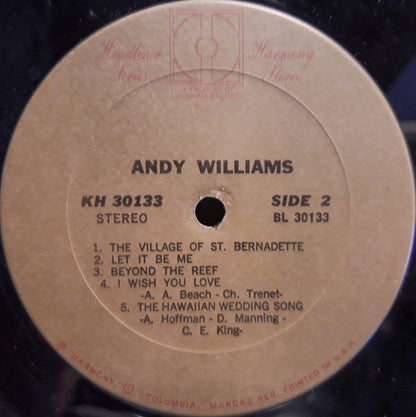 Headliner Series
Harmony Stereo
A PRODUCT OF
COLUMBIA RECORDS
ANDY WILLIAMS
KH 30133
STEREO
SIDE 2
BL 30133
1. THE VILLAGE OF ST. BERNADETTE
2. LET IT BE ME
3. BEYOND THE REEF
4. I WISH YOU LOVE
-A. A. Beach - Ch. Trenet-
5. THE HAWAIIAN WEDDING SONG
-A. Hoffman - D. Manning -
C. E. King-
® HARMONY, COLUMBIA - MARCAS REG. PRINTED IN U.S.A.